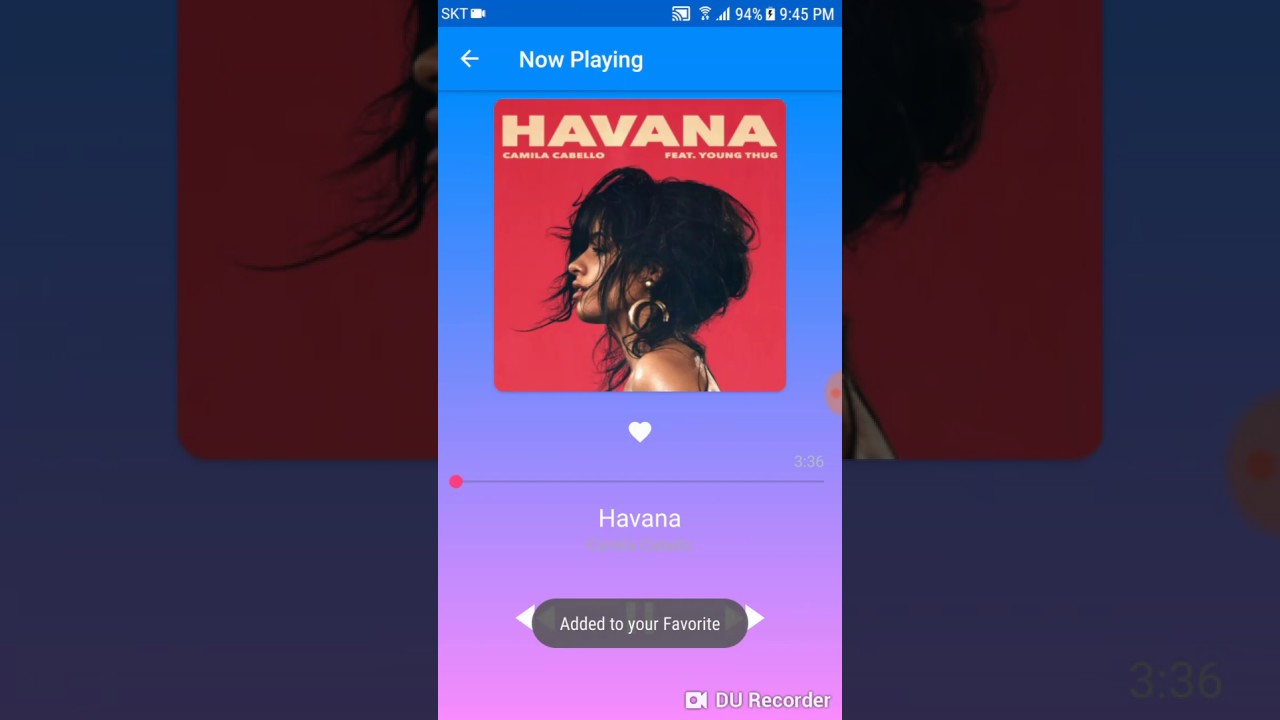 SKT 94% 9:45 PM
Now Playing
HAVANA
CAMILA CABELLO FEAT. YOUNG THUG
3:36
Havana
Camila Cabello
Added to your Favorite
DU Recorder
3:36